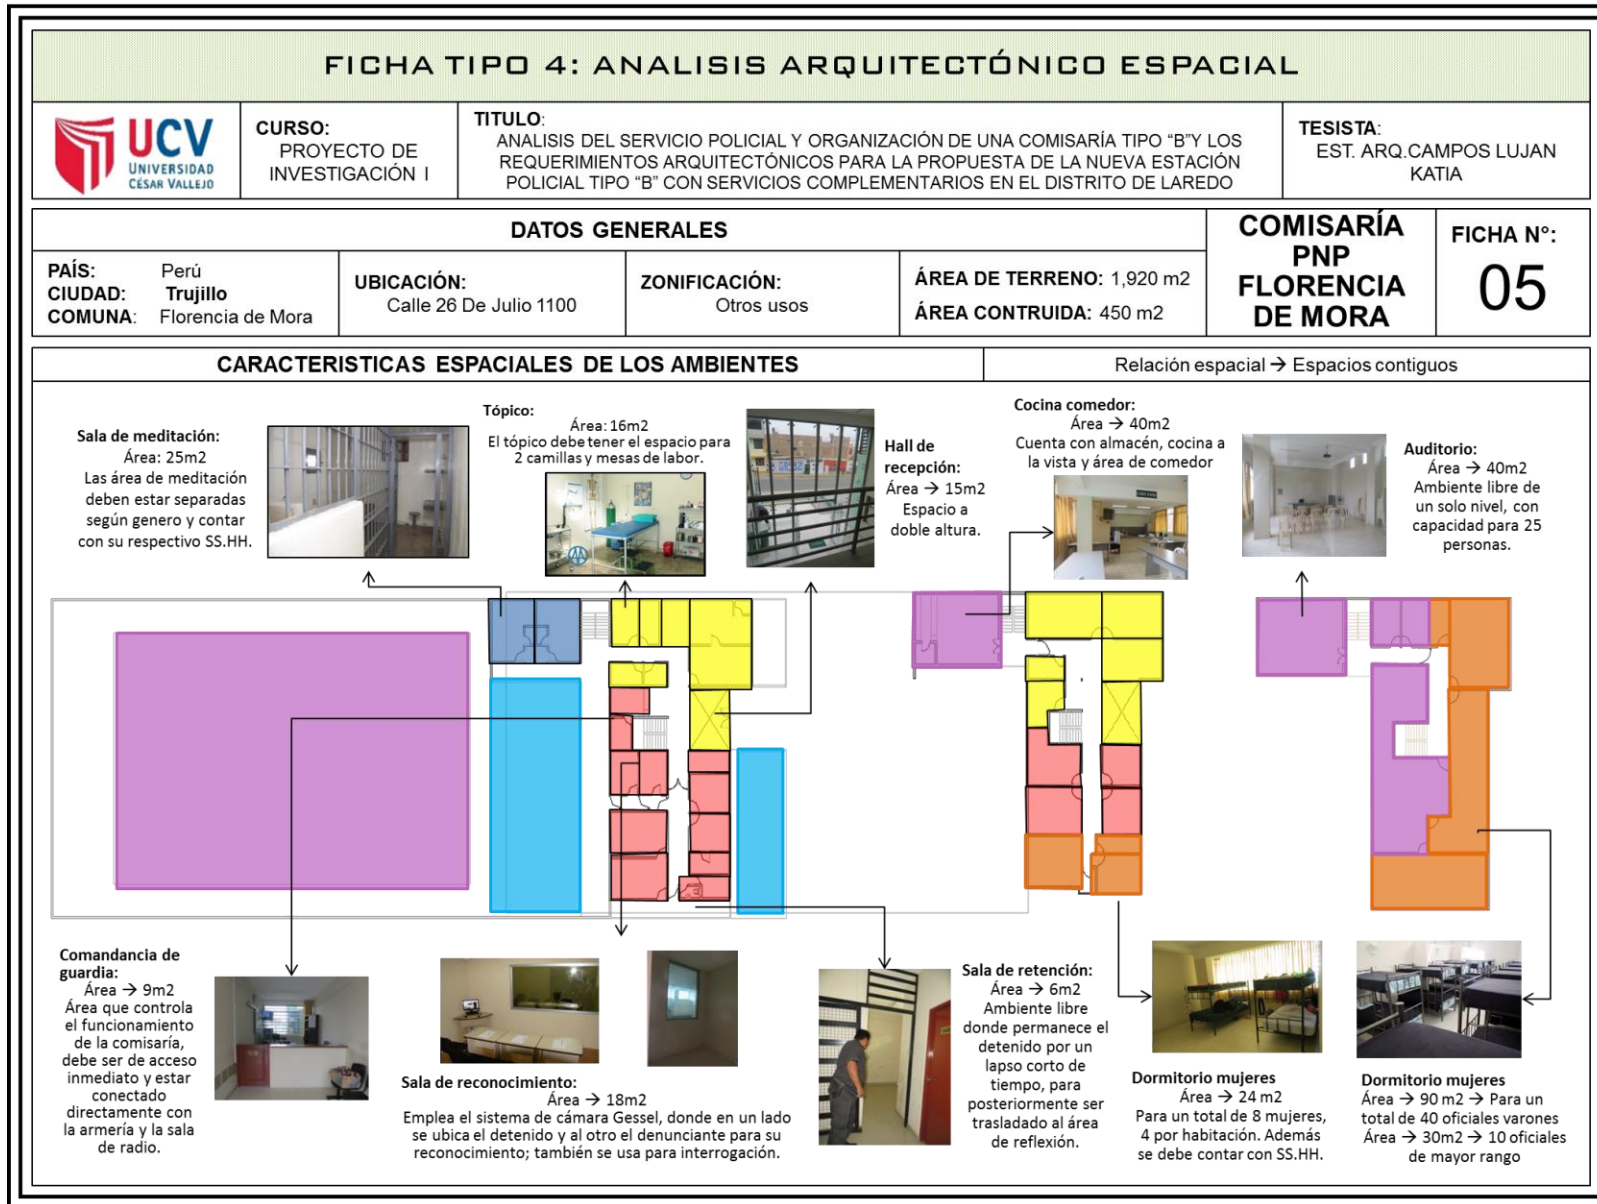 FICHA TIPO 4: ANALISIS ARQUITECTÓNICO ESPACIAL
UCV
UNIVERSIDAD
CÉSAR VALLEJO
CURSO:
PROYECTO DE
INVESTIGACIÓN I
TITULO:
ANALISIS DEL SERVICIO POLICIAL Y ORGANIZACIÓN DE UNA COMISARÍA TIPO “B”Y LOS
REQUERIMIENTOS ARQUITECTÓNICOS PARA LA PROPUESTA DE LA NUEVA ESTACIÓN
POLICIAL TIPO “B” CON SERVICIOS COMPLEMENTARIOS EN EL DISTRITO DE LAREDO
TESISTA:
EST. ARQ.CAMPOS LUJAN
KATIA
DATOS GENERALES
PAÍS: Perú
CIUDAD: Trujillo
COMUNA: Florencia de Mora
UBICACIÓN:
Calle 26 De Julio 1100
ZONIFICACIÓN:
Otros usos
ÁREA DE TERRENO: 1,920 m2
ÁREA CONTRUIDA: 450 m2
COMISARÍA
PNP
FLORENCIA
DE MORA
FICHA N°:
05
CARACTERISTICAS ESPACIALES DE LOS AMBIENTES
Relación espacial → Espacios contiguos
Sala de meditación:
Área: 25m2
Las área de meditación
deben estar separadas
según genero y contar
con su respectivo SS.HH.
Tópico:
Área: 16m2
El tópico debe tener el espacio para
2 camillas y mesas de labor.
Hall de
recepción:
Área → 15m2
Espacio a
doble altura.
Cocina comedor:
Área → 40m2
Cuenta con almacén, cocina a
la vista y área de comedor
Auditorio:
Área → 40m2
Ambiente libre de
un solo nivel, con
capacidad para 25
personas.
Comandancia de
guardia:
Área → 9m2
Área que controla
el funcionamiento
de la comisaría,
debe ser de acceso
inmediato y estar
conectado
directamente con
la armería y la sala
de radio.
Sala de reconocimiento:
Área → 18m2
Emplea el sistema de cámara Gessel, donde en un lado
se ubica el detenido y al otro el denunciante para su
reconocimiento; también se usa para interrogación.
Sala de retención:
Área → 6m2
Ambiente libre
donde permanece el
detenido por un
lapso corto de
tiempo, para
posteriormente ser
trasladado al área
de reflexión.
Dormitorio mujeres
Área → 24 m2
Para un total de 8 mujeres,
4 por habitación. Además
se debe contar con SS.HH.
Dormitorio mujeres
Área → 90 m2 → Para un
total de 40 oficiales varones
Área → 30m2 → 10 oficiales
de mayor rango